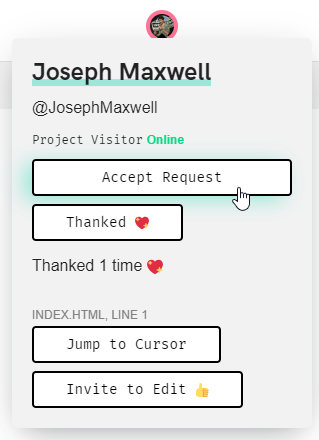 Joseph Maxwell
@JosephMaxwell
Project Visitor Online
Accept Request
Thanked 💖
Thanked 1 time 💖
INDEX.HTML, LINE 1
Jump to Cursor
Invite to Edit 👍